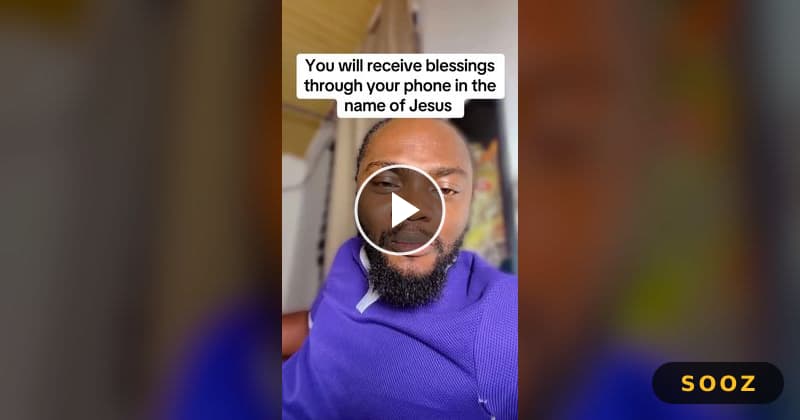 You will receive blessings
through your phone in the
name of Jesus
SOOZ